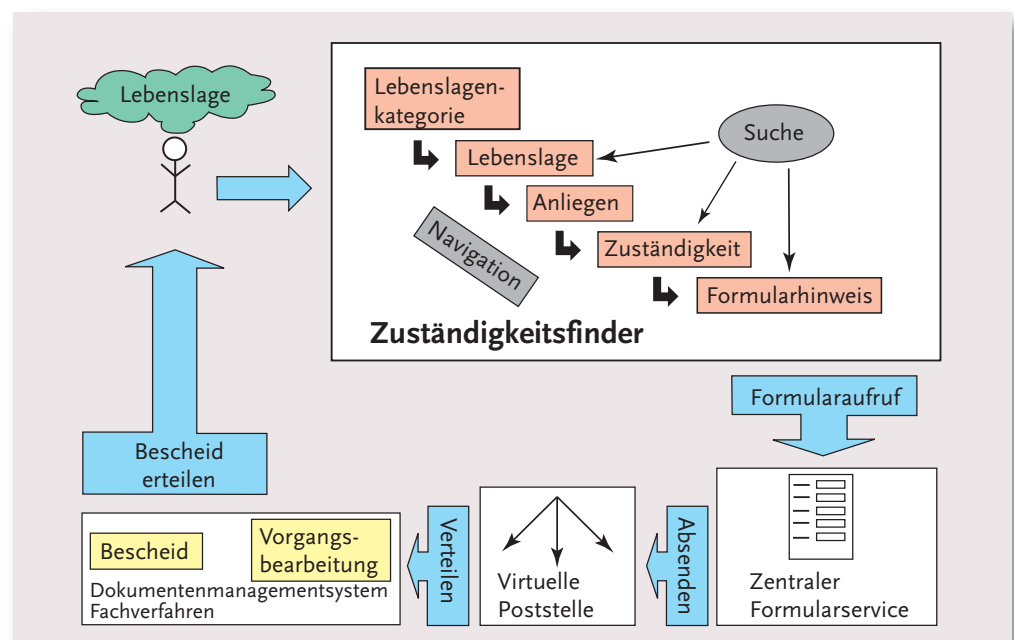 Lebenslage
Lebenslagen-
kategorie
Suche
Lebenslage
Anliegen
Navigation
Zuständigkeit
Formularhinweis
Zuständigkeitsfinder
Formularaufruf
Bescheid
erteilen
Bescheid
Vorgangs-
bearbeitung
Dokumentenmanagementsystem
Fachverfahren
Verteilen
Virtuelle
Poststelle
Absenden
Zentraler
Formularservice